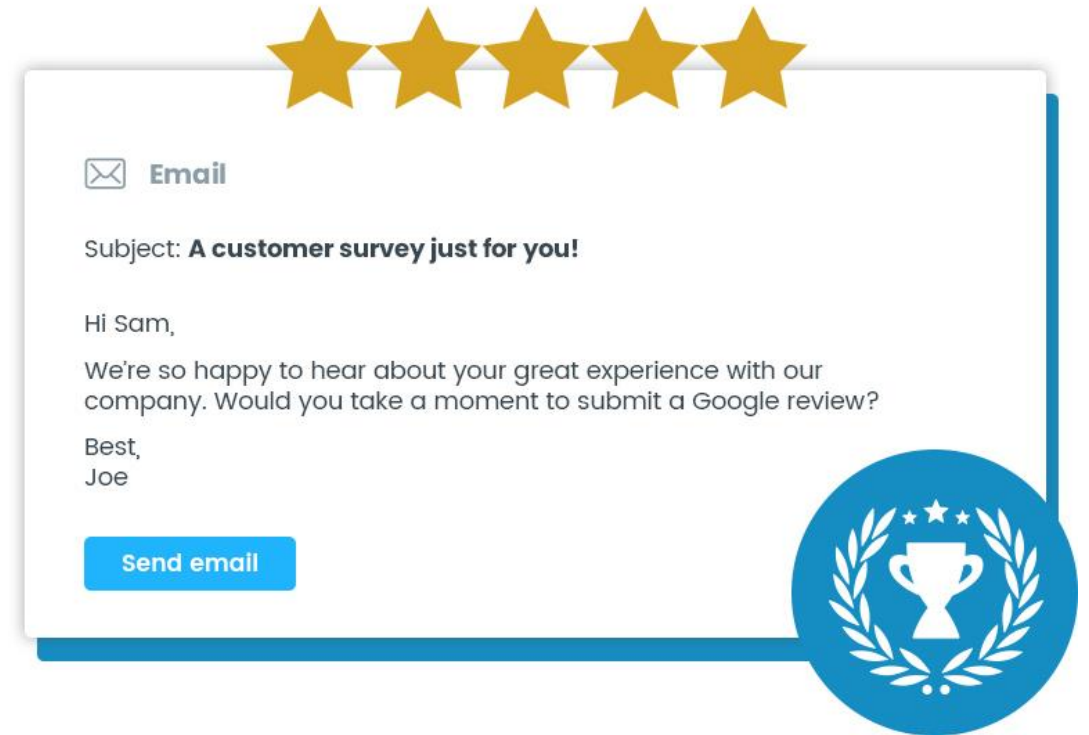 Email
Subject: A customer survey just for you!
Hi Sam,
We're so happy to hear about your great experience with our
company. Would you take a moment to submit a Google review?
Best,
Joe
Send email